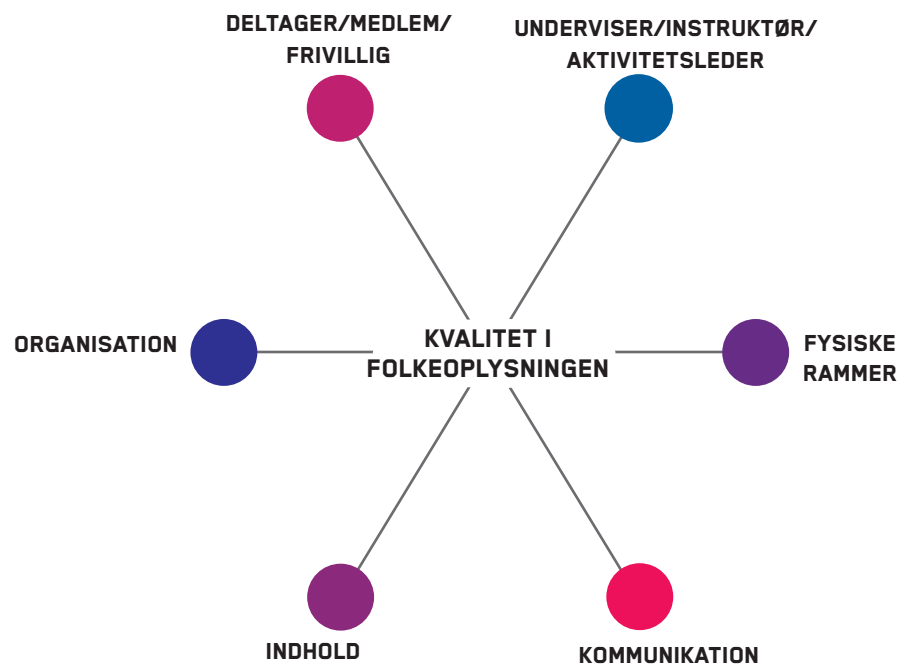 DELTAGER/MEDLEM/
FRIVILLIG
UNDERVISER/INSTRUKTØR/
AKTIVITETSLEDER
ORGANISATION
KVALITET I
FOLKEOPLYSNINGEN
FYSISKE
RAMMER
INDHOLD
KOMMUNIKATION